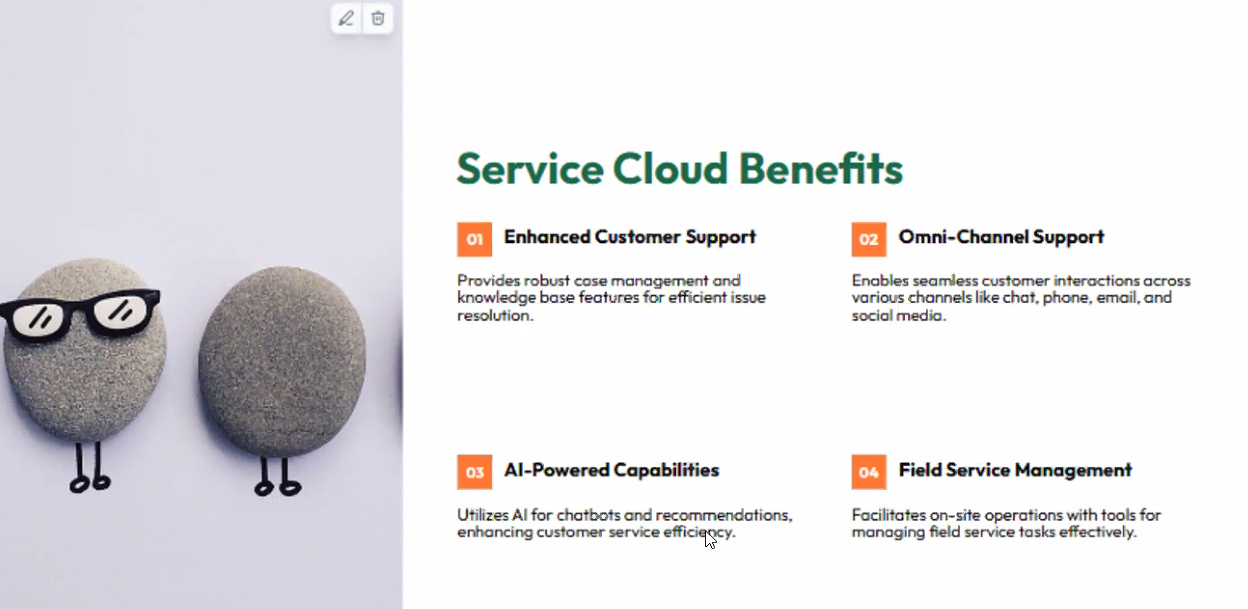 Service Cloud Benefits
01 Enhanced Customer Support
Provides robust case management and
knowledge base features for efficient issue
resolution.
02 Omni-Channel Support
Enables seamless customer interactions across
various channels like chat, phone, email, and
social media.
03 AI-Powered Capabilities
Utilizes AI for chatbots and recommendations,
enhancing customer service efficiency.
04 Field Service Management
Facilitates on-site operations with tools for
managing field service tasks effectively.